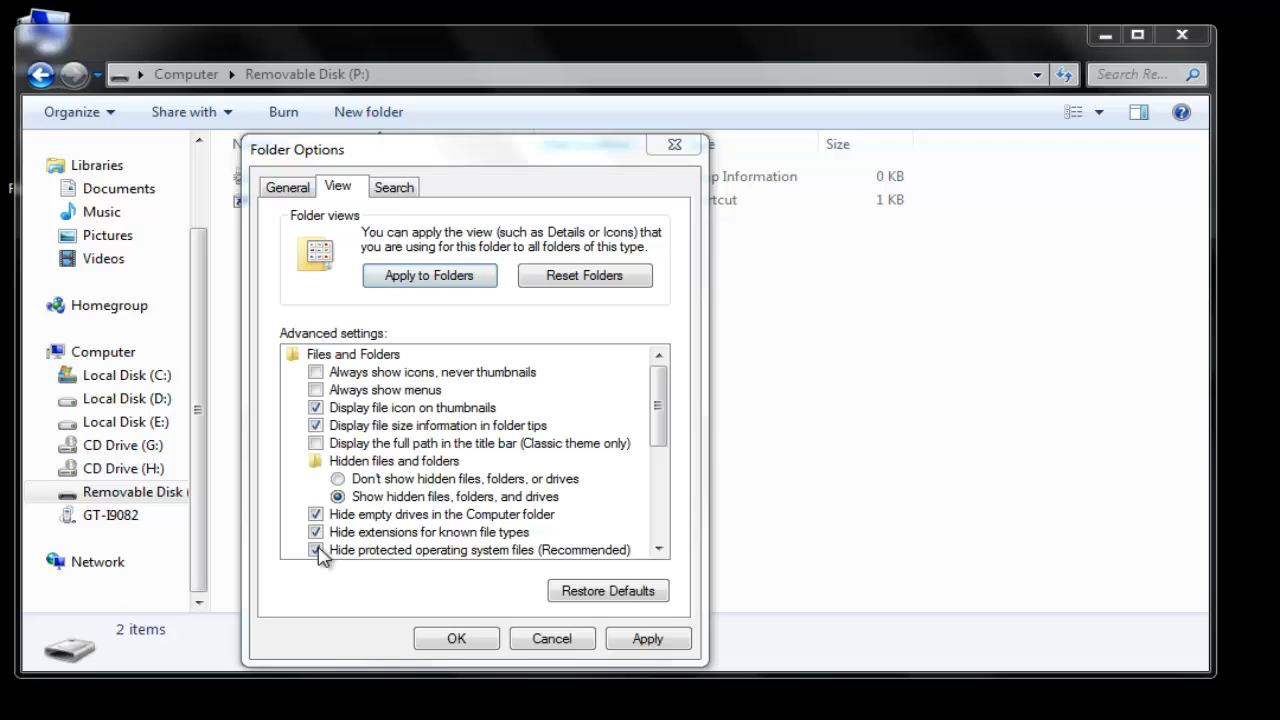 Computer ▸ Removable Disk (P:)
Search Re...
Organize
Share with
Burn
New folder
Libraries
Documents
Music
Pictures
Videos
Homegroup
Computer
Local Disk (C:)
Local Disk (D:)
Local Disk (E:)
CD Drive (G:)
CD Drive (H:)
Removable Disk
GT-I9082
Network
Size
Information
0 KB
1 KB
Folder Options
General
View
Search
Folder views
You can apply the view (such as Details or Icons) that
you are using for this folder to all folders of this type.
Apply to Folders
Reset Folders
Advanced settings:
Files and Folders
Always show icons, never thumbnails
Always show menus
Display file icon on thumbnails
Display file size information in folder tips
Display the full path in the title bar (Classic theme only)
Hidden files and folders
Don't show hidden files, folders, or drives
Show hidden files, folders, and drives
Hide empty drives in the Computer folder
Hide extensions for known file types
Hide protected operating system files (Recommended)
Restore Defaults
OK
Cancel
Apply
2 items